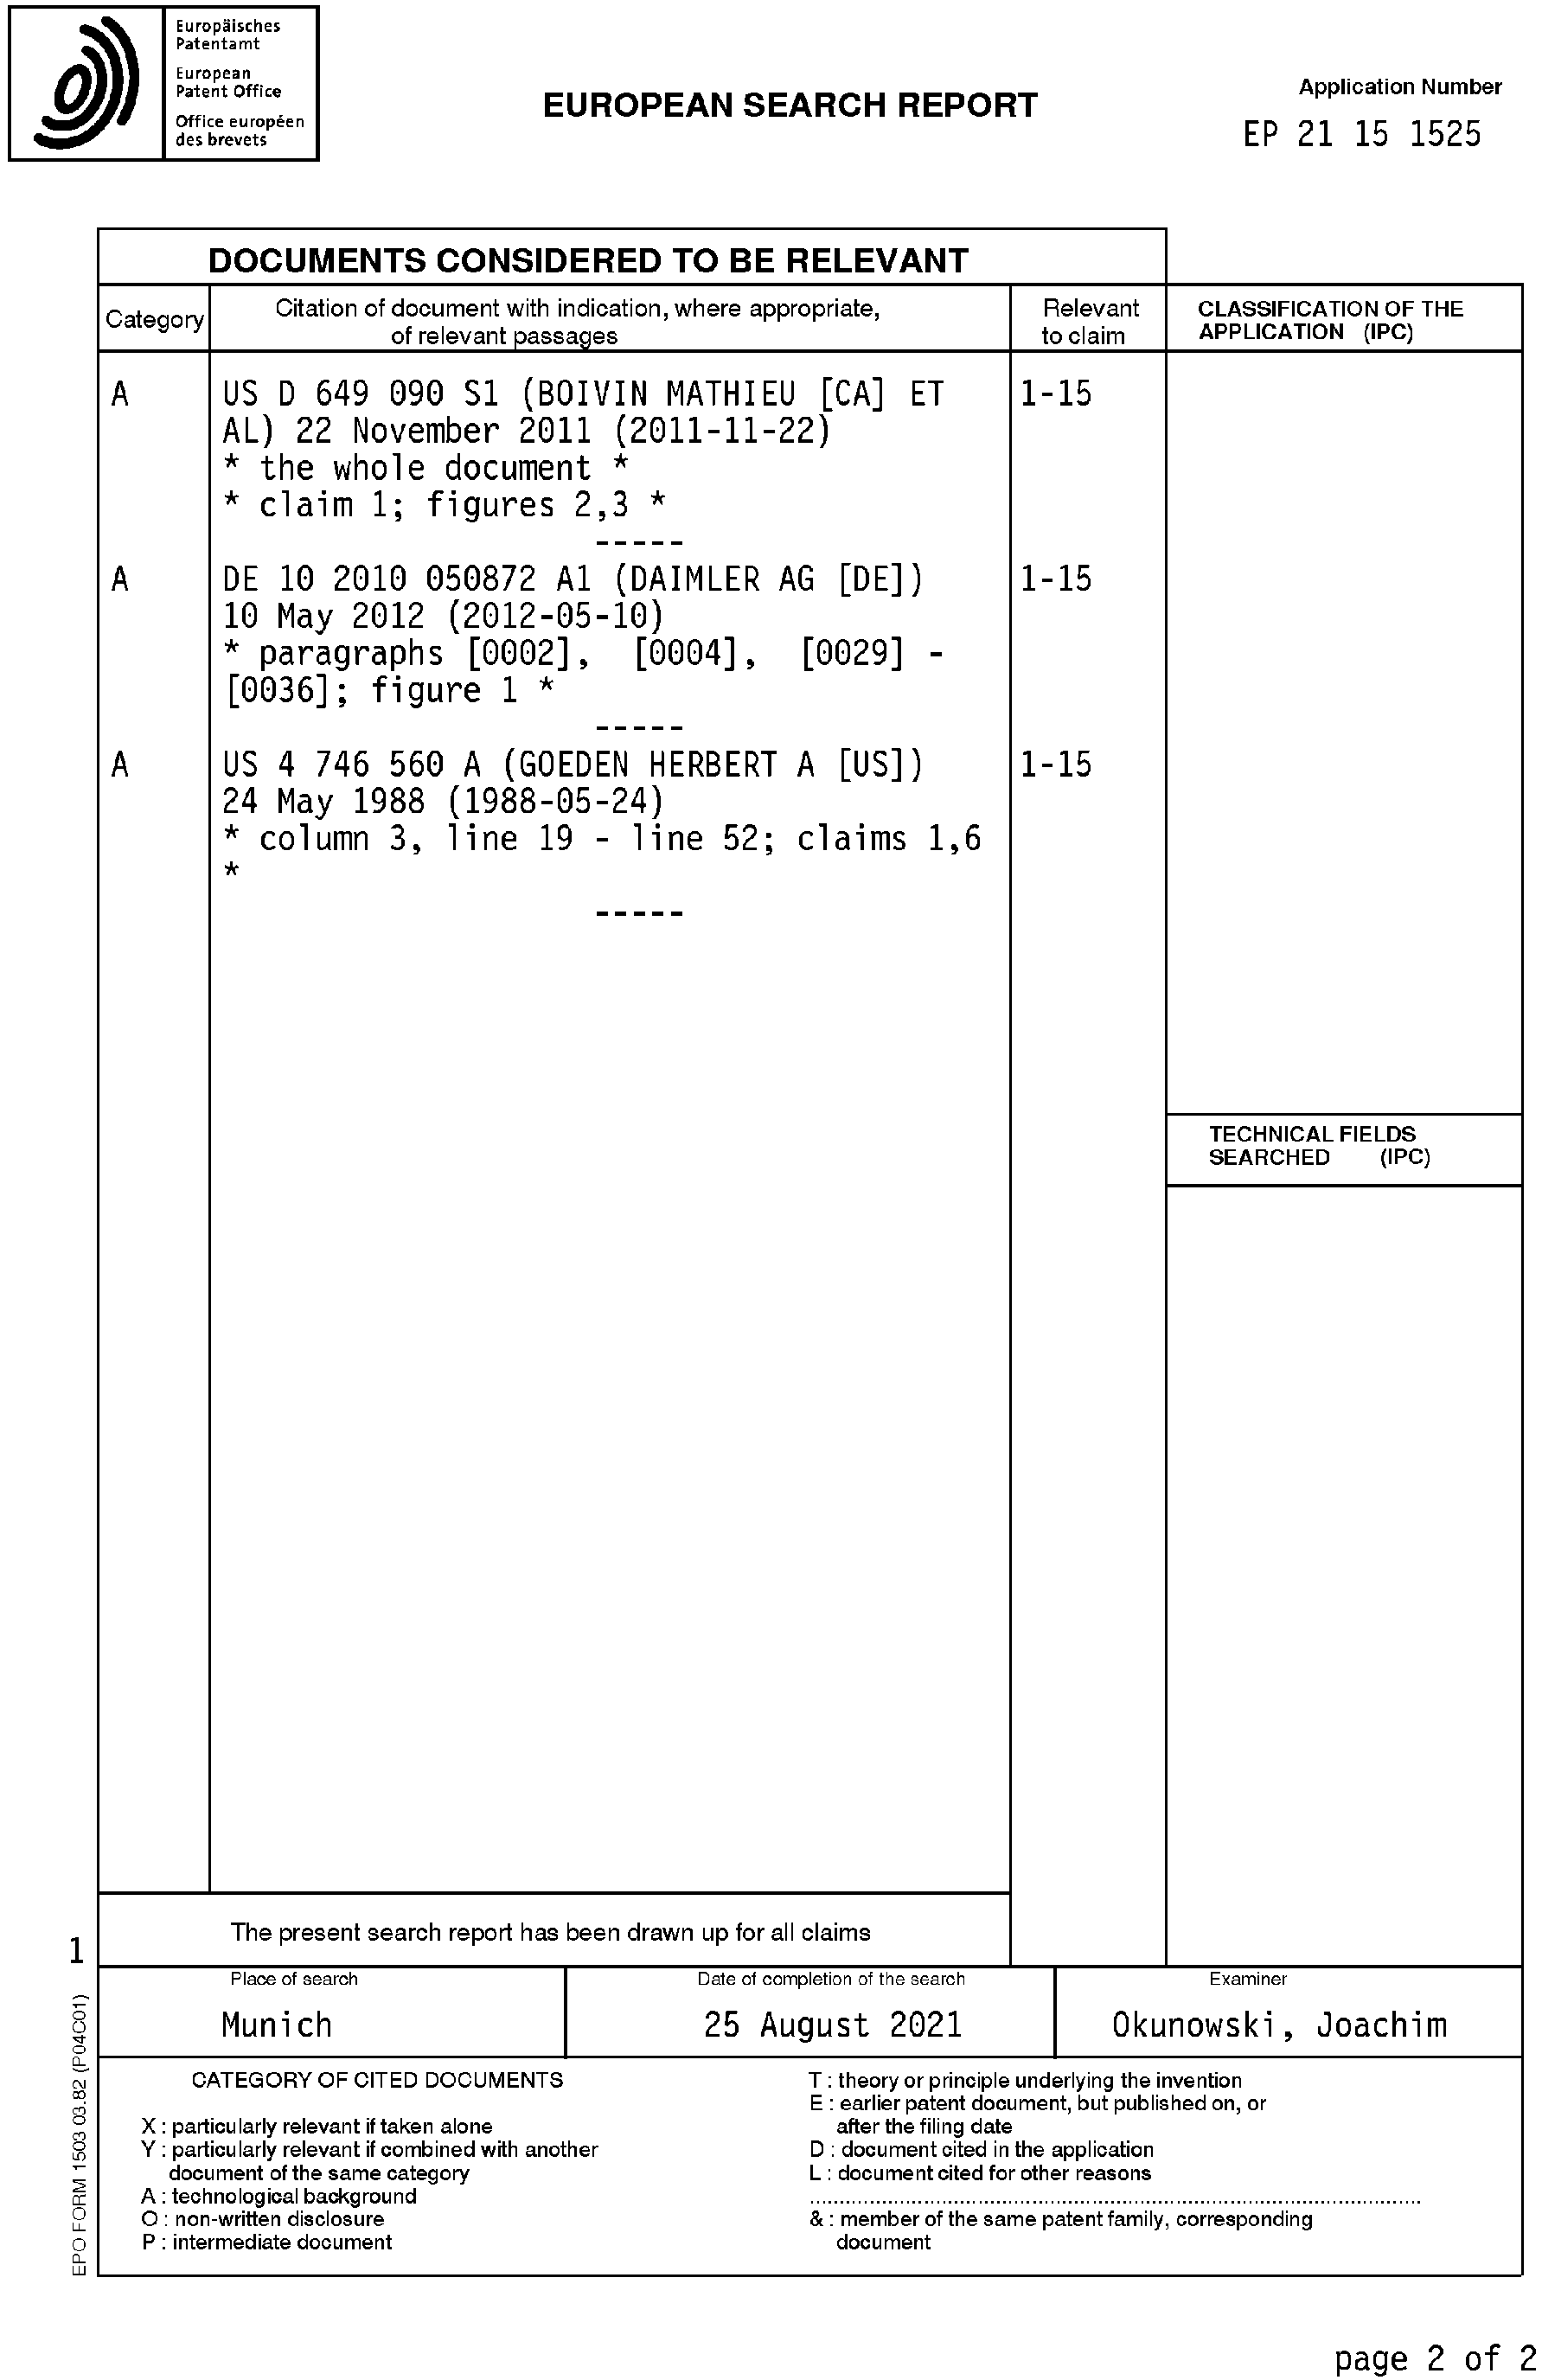 Europäisches
Patentamt
European
Patent Office
Office européen
des brevets
EUROPEAN SEARCH REPORT
Application Number
EP 21 15 1525
DOCUMENTS CONSIDERED TO BE RELEVANT
Category
Citation of document with indication, where appropriate,
of relevant passages
Relevant
to claim
CLASSIFICATION OF THE
APPLICATION (IPC)
A
US D 649 090 S1 (BOIVIN MATHIEU [CA] ET
AL) 22 November 2011 (2011-11-22)
* the whole document *
* claim 1; figures 2,3 *
-----
1-15
A
DE 10 2010 050872 A1 (DAIMLER AG [DE])
10 May 2012 (2012-05-10)
* paragraphs [0002], [0004], [0029] -
[0036]; figure 1 *
-----
1-15
A
US 4 746 560 A (GOEDEN HERBERT A [US])
24 May 1988 (1988-05-24)
* column 3, line 19 - line 52; claims 1,6
*
-----
1-15
TECHNICAL FIELDS
SEARCHED (IPC)
The present search report has been drawn up for all claims
1
Place of search
Munich
Date of completion of the search
25 August 2021
Examiner
Okunowski, Joachim
CATEGORY OF CITED DOCUMENTS
X : particularly relevant if taken alone
Y : particularly relevant if combined with another
document of the same category
A : technological background
O : non-written disclosure
P : intermediate document
T : theory or principle underlying the invention
E : earlier patent document, but published on, or
after the filing date
D : document cited in the application
L : document cited for other reasons
& : member of the same patent family, corresponding
document
EPO FORM 1503 03.82 (P04C01)
page 2 of 2